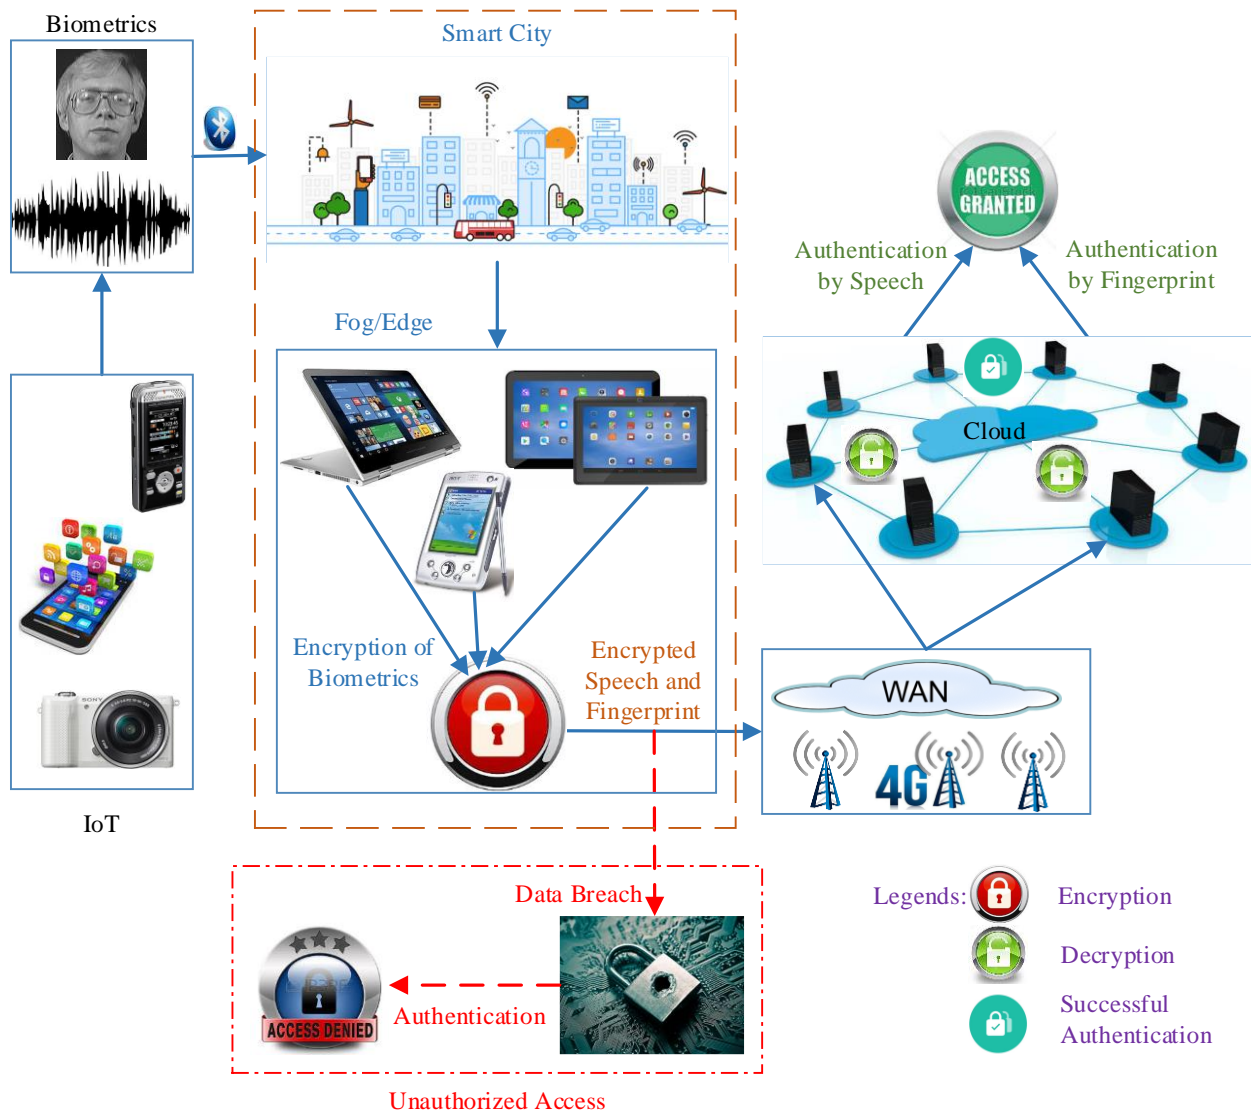 Biometrics
Smart City
ACCESS
GRANTED
Authentication
by Speech
Authentication
by Fingerprint
Fog/Edge
Cloud
Encryption of
Biometrics
Encrypted
Speech and
Fingerprint
SONY
WAN
4G
IoT
Data Breach
Legends:
Encryption
Decryption
Successful
Authentication
ACCESS DENIED
Authentication
Unauthorized Access